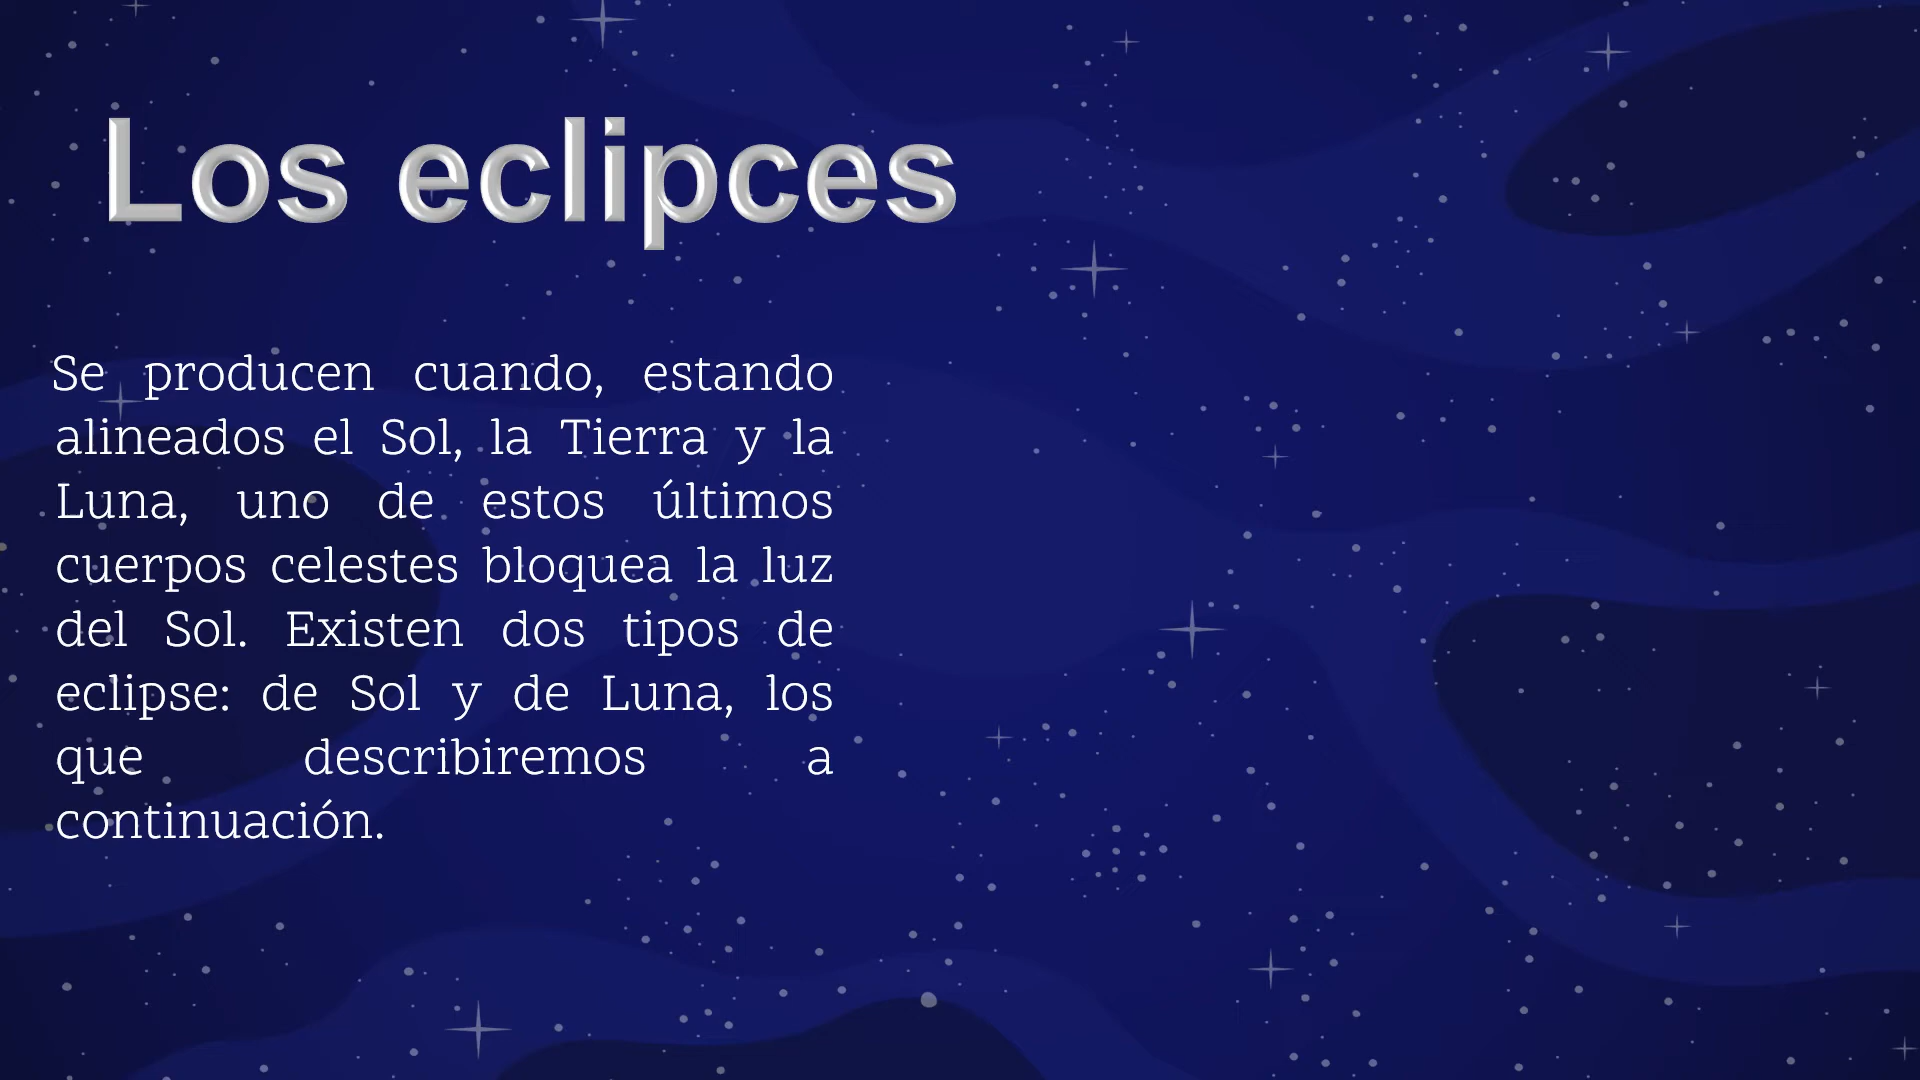 Los eclipces
Se producen cuando, estando
alineados el Sol, la Tierra y la
Luna, uno de estos últimos
cuerpos celestes bloquea la luz
del Sol. Existen dos tipos de
eclipse: de Sol y de Luna, los
que describiremos a
continuación.